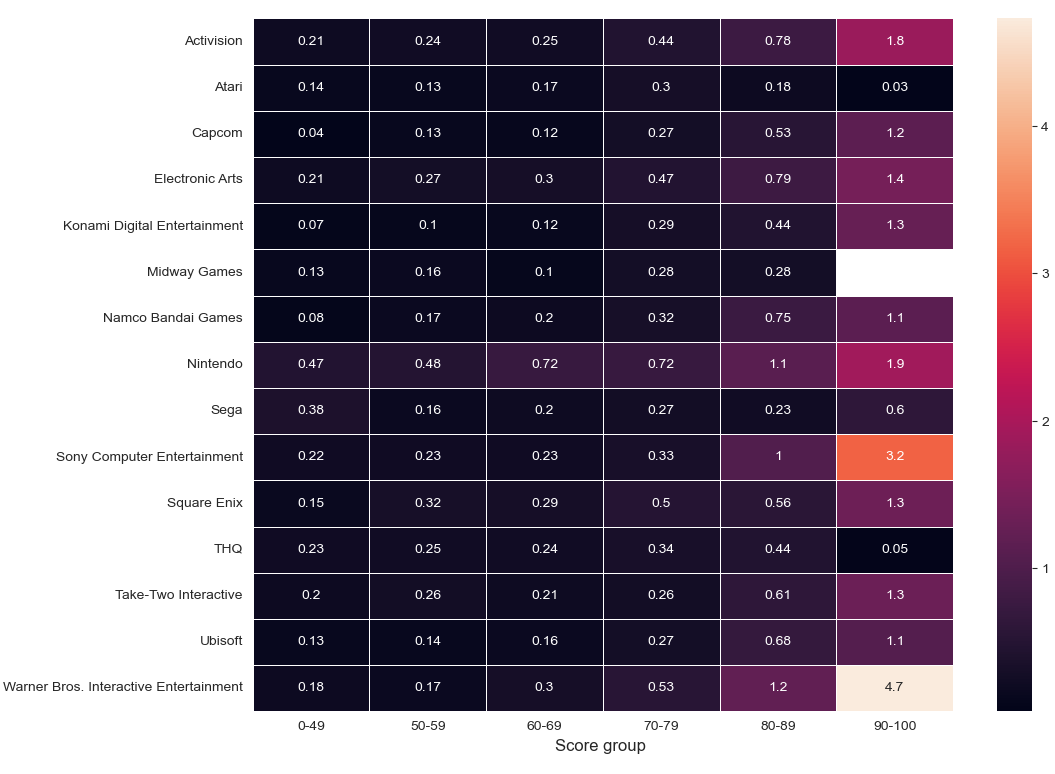 Activision 0.21 0.24 0.25 0.44 0.78 1.8
Atari 0.14 0.13 0.17 0.3 0.18 0.03
Capcom 0.04 0.13 0.12 0.27 0.53 1.2
Electronic Arts 0.21 0.27 0.3 0.47 0.79 1.4
Konami Digital Entertainment 0.07 0.1 0.12 0.29 0.44 1.3
Midway Games 0.13 0.16 0.1 0.28 0.28
Namco Bandai Games 0.08 0.17 0.2 0.32 0.75 1.1
Nintendo 0.47 0.48 0.72 0.72 1.1 1.9
Sega 0.38 0.16 0.2 0.27 0.23 0.6
Sony Computer Entertainment 0.22 0.23 0.23 0.33 1 3.2
Square Enix 0.15 0.32 0.29 0.5 0.56 1.3
THQ 0.23 0.25 0.24 0.34 0.44 0.05
Take-Two Interactive 0.2 0.26 0.21 0.26 0.61 1.3
Ubisoft 0.13 0.14 0.16 0.27 0.68 1.1
Warner Bros. Interactive Entertainment 0.18 0.17 0.3 0.53 1.2 4.7
0-49 50-59 60-69 70-79 80-89 90-100
Score group
4
3
2
1